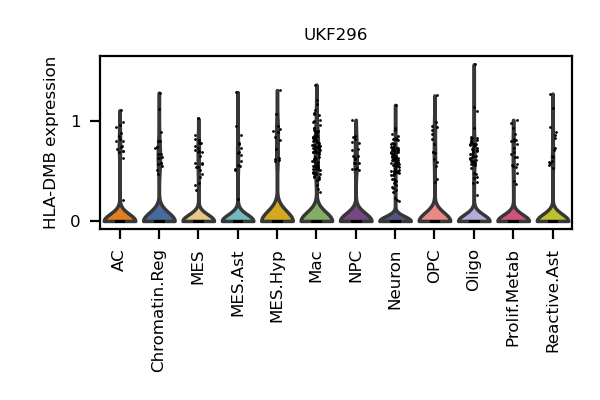 UKF296
HLA-DMB expression
1
0
AC
Chromatin.Reg
MES
MES.Ast
MES.Hyp
Mac
NPC
Neuron
OPC
Oligo
Prolif.Metab
Reactive.Ast